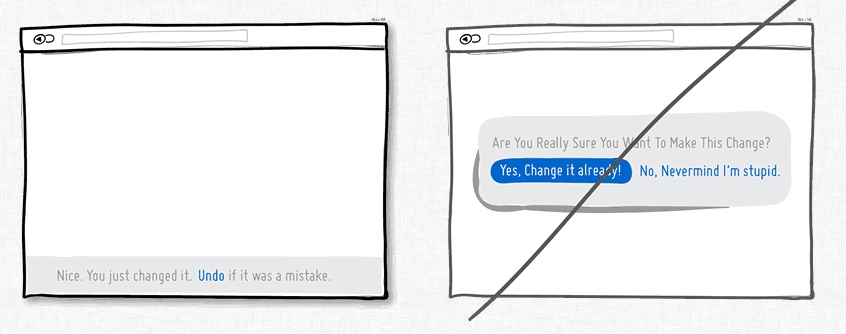 Nice. You just changed it. Undo if it was a mistake.
Are You Really Sure You Want To Make This Change?
Yes, Change it already! No, Nevermind I'm stupid.